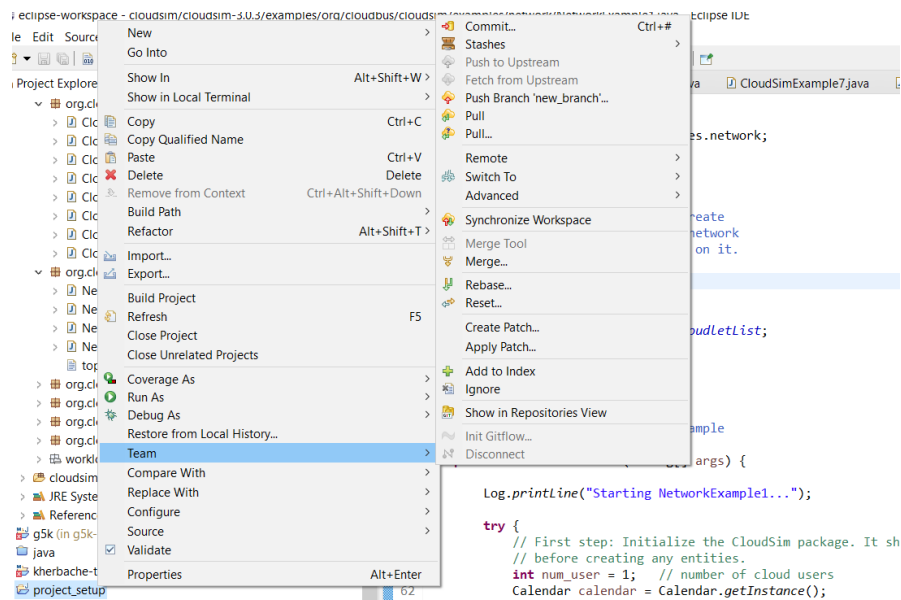 eclipse-workspace - cloudsim/cloudsim-3.0.3/examples/org/cloudbus/cloudsim/examples/network/NetworkExample1.java - Eclipse IDE
le Edit Source
Project Explore
va
CloudSimExample7.java
org.cl
Clo
Clo
Clo
Clo
Clo
Clo
Clo
Clo
org.cl
Ne
Ne
Ne
Ne
top
org.cl
org.cl
org.cl
org.cl
worklo
cloudsim
JRE Syste
Reference
g5k (in g5k-
java
kherbache-t
project_setup
New
Go Into
Show In Alt+Shift+W
Show in Local Terminal
Copy Ctrl+C
Copy Qualified Name
Paste Ctrl+V
Delete Delete
Remove from Context Ctrl+Alt+Shift+Down
Build Path
Refactor Alt+Shift+T
Import...
Export...
Build Project
Refresh F5
Close Project
Close Unrelated Projects
Coverage As
Run As
Debug As
Restore from Local History...
Team
Compare With
Replace With
Configure
Source
Validate
Properties Alt+Enter
Commit... Ctrl+#
Stashes
Push to Upstream
Fetch from Upstream
Push Branch 'new_branch'...
Pull
Pull...
Remote
Switch To
Advanced
Synchronize Workspace
Merge Tool
Merge...
Rebase...
Reset...
Create Patch...
Apply Patch...
Add to Index
Ignore
Show in Repositories View
Init Gitflow...
Disconnect
es.network;
reate
network
on it.
oudletList;
ample
args) {
Log.printLine("Starting NetworkExample1...");
try {
// First step: Initialize the CloudSim package. It sh
// before creating any entities.
int num_user = 1; // number of cloud users
62
Calendar calendar = Calendar.getInstance();